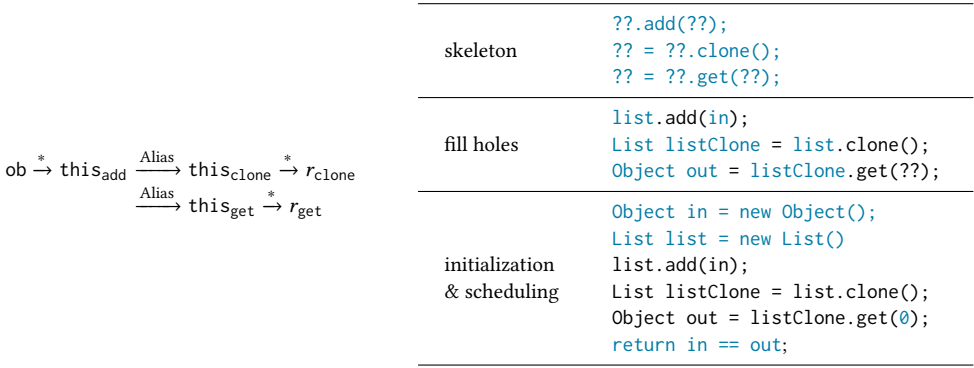 ob →* this_add —Alias→ this_clone →* r_clone
—Alias→ this_get →* r_get
skeleton
??.add(??);
?? = ??.clone();
?? = ??.get(??);
fill holes
list.add(in);
List listClone = list.clone();
Object out = listClone.get(??);
initialization
& scheduling
Object in = new Object();
List list = new List()
list.add(in);
List listClone = list.clone();
Object out = listClone.get(0);
return in == out;